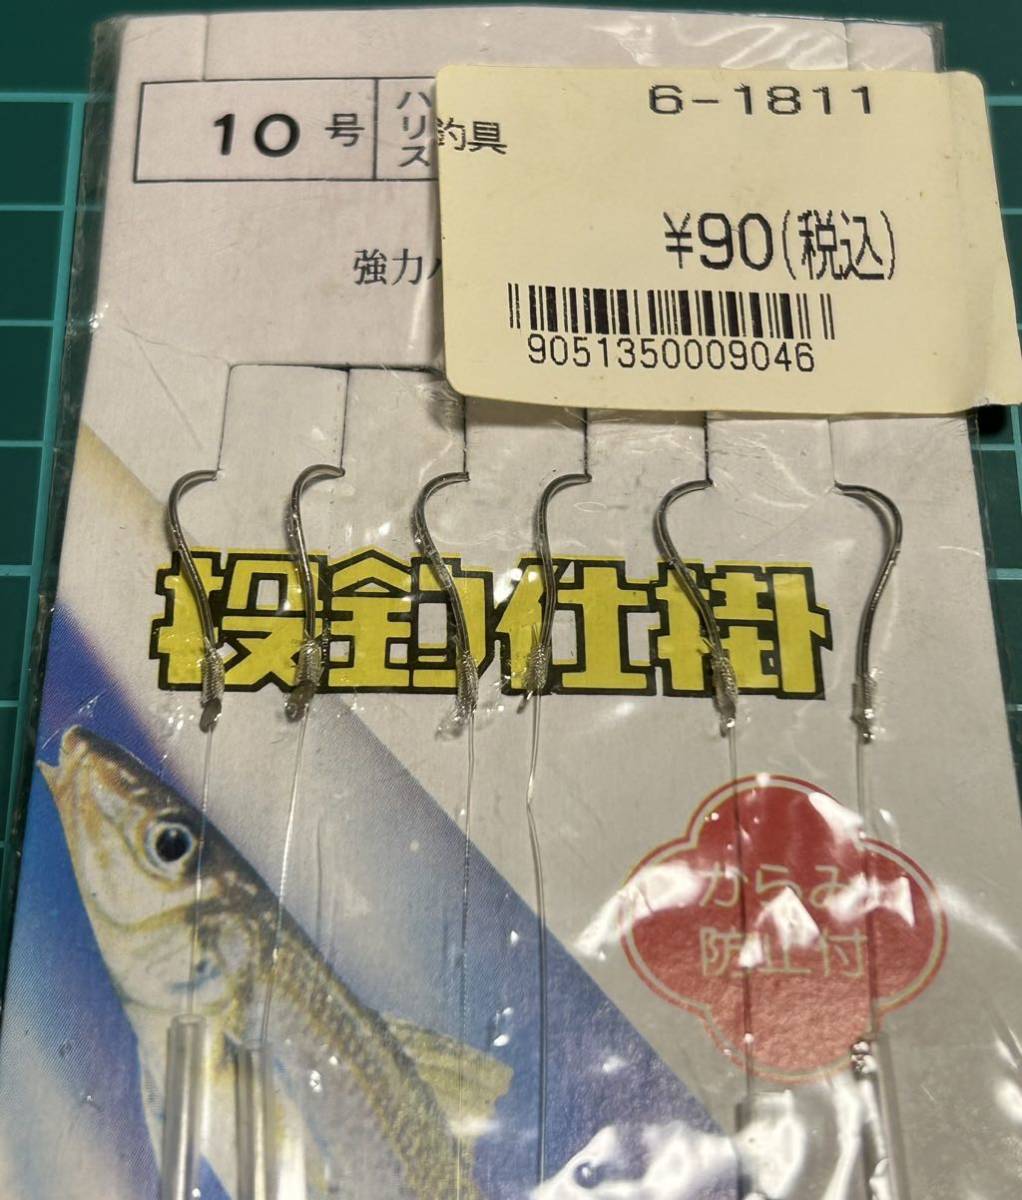 10号 ハリス
釣具
6-1811
強力
¥90(税込)
9051350009046
投釣仕掛
からみ
防止付